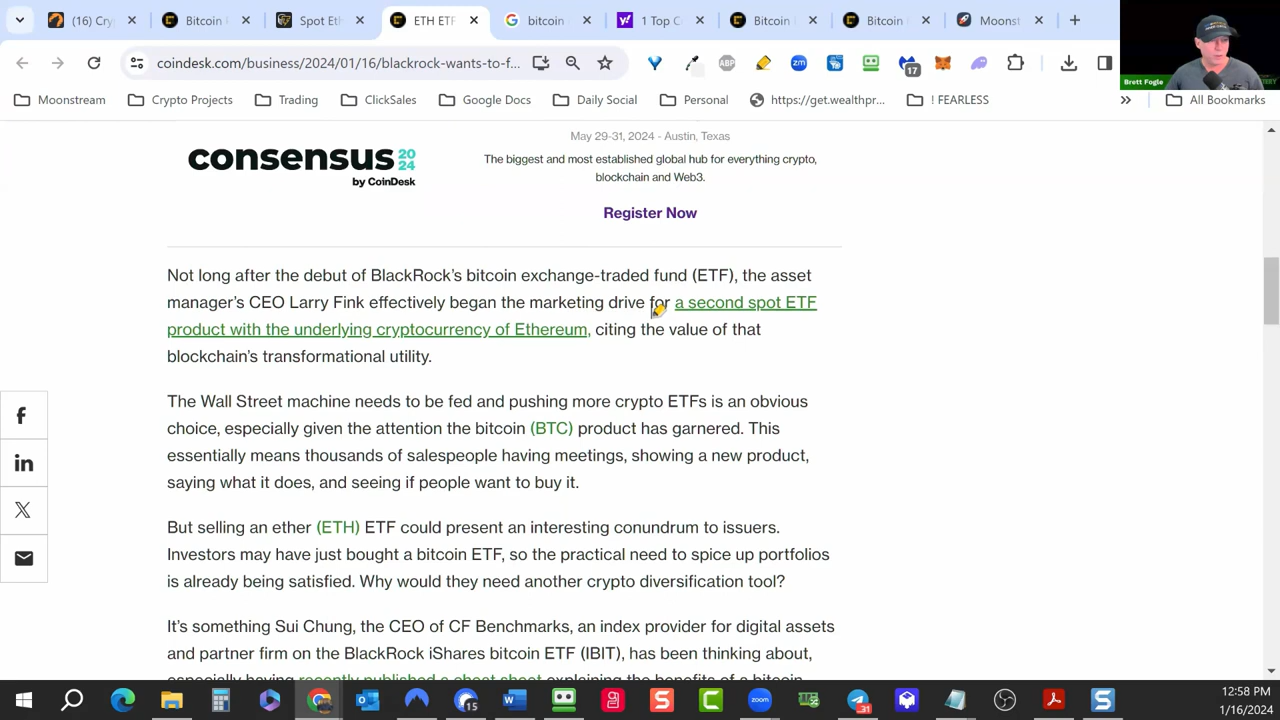 (16) Cry
Bitcoin
Spot Eth
ETH ETF
bitcoin
1 Top C
Bitcoin
Bitcoin
Moonst
coindesk.com/business/2024/01/16/blackrock-wants-to-f...
ABP
zm
17
Brett Fogle
Moonstream
Crypto Projects
Trading
ClickSales
Google Docs
Daily Social
Personal
https://get.wealthpr...
! FEARLESS
»
All Bookmarks
May 29-31, 2024 - Austin, Texas
consensus 20
24
by CoinDesk
The biggest and most established global hub for everything crypto,
blockchain and Web3.
Register Now
Not long after the debut of BlackRock's bitcoin exchange-traded fund (ETF), the asset
manager's CEO Larry Fink effectively began the marketing drive for a second spot ETF
product with the underlying cryptocurrency of Ethereum, citing the value of that
blockchain's transformational utility.
The Wall Street machine needs to be fed and pushing more crypto ETFs is an obvious
choice, especially given the attention the bitcoin (BTC) product has garnered. This
essentially means thousands of salespeople having meetings, showing a new product,
saying what it does, and seeing if people want to buy it.
But selling an ether (ETH) ETF could present an interesting conundrum to issuers.
Investors may have just bought a bitcoin ETF, so the practical need to spice up portfolios
is already being satisfied. Why would they need another crypto diversification tool?
It's something Sui Chung, the CEO of CF Benchmarks, an index provider for digital assets
and partner firm on the BlackRock iShares bitcoin ETF (IBIT), has been thinking about,
especially having recently published a cheat sheet explaining the benefits of a bitcoin
15
zoom
31
12:58 PM
1/16/2024